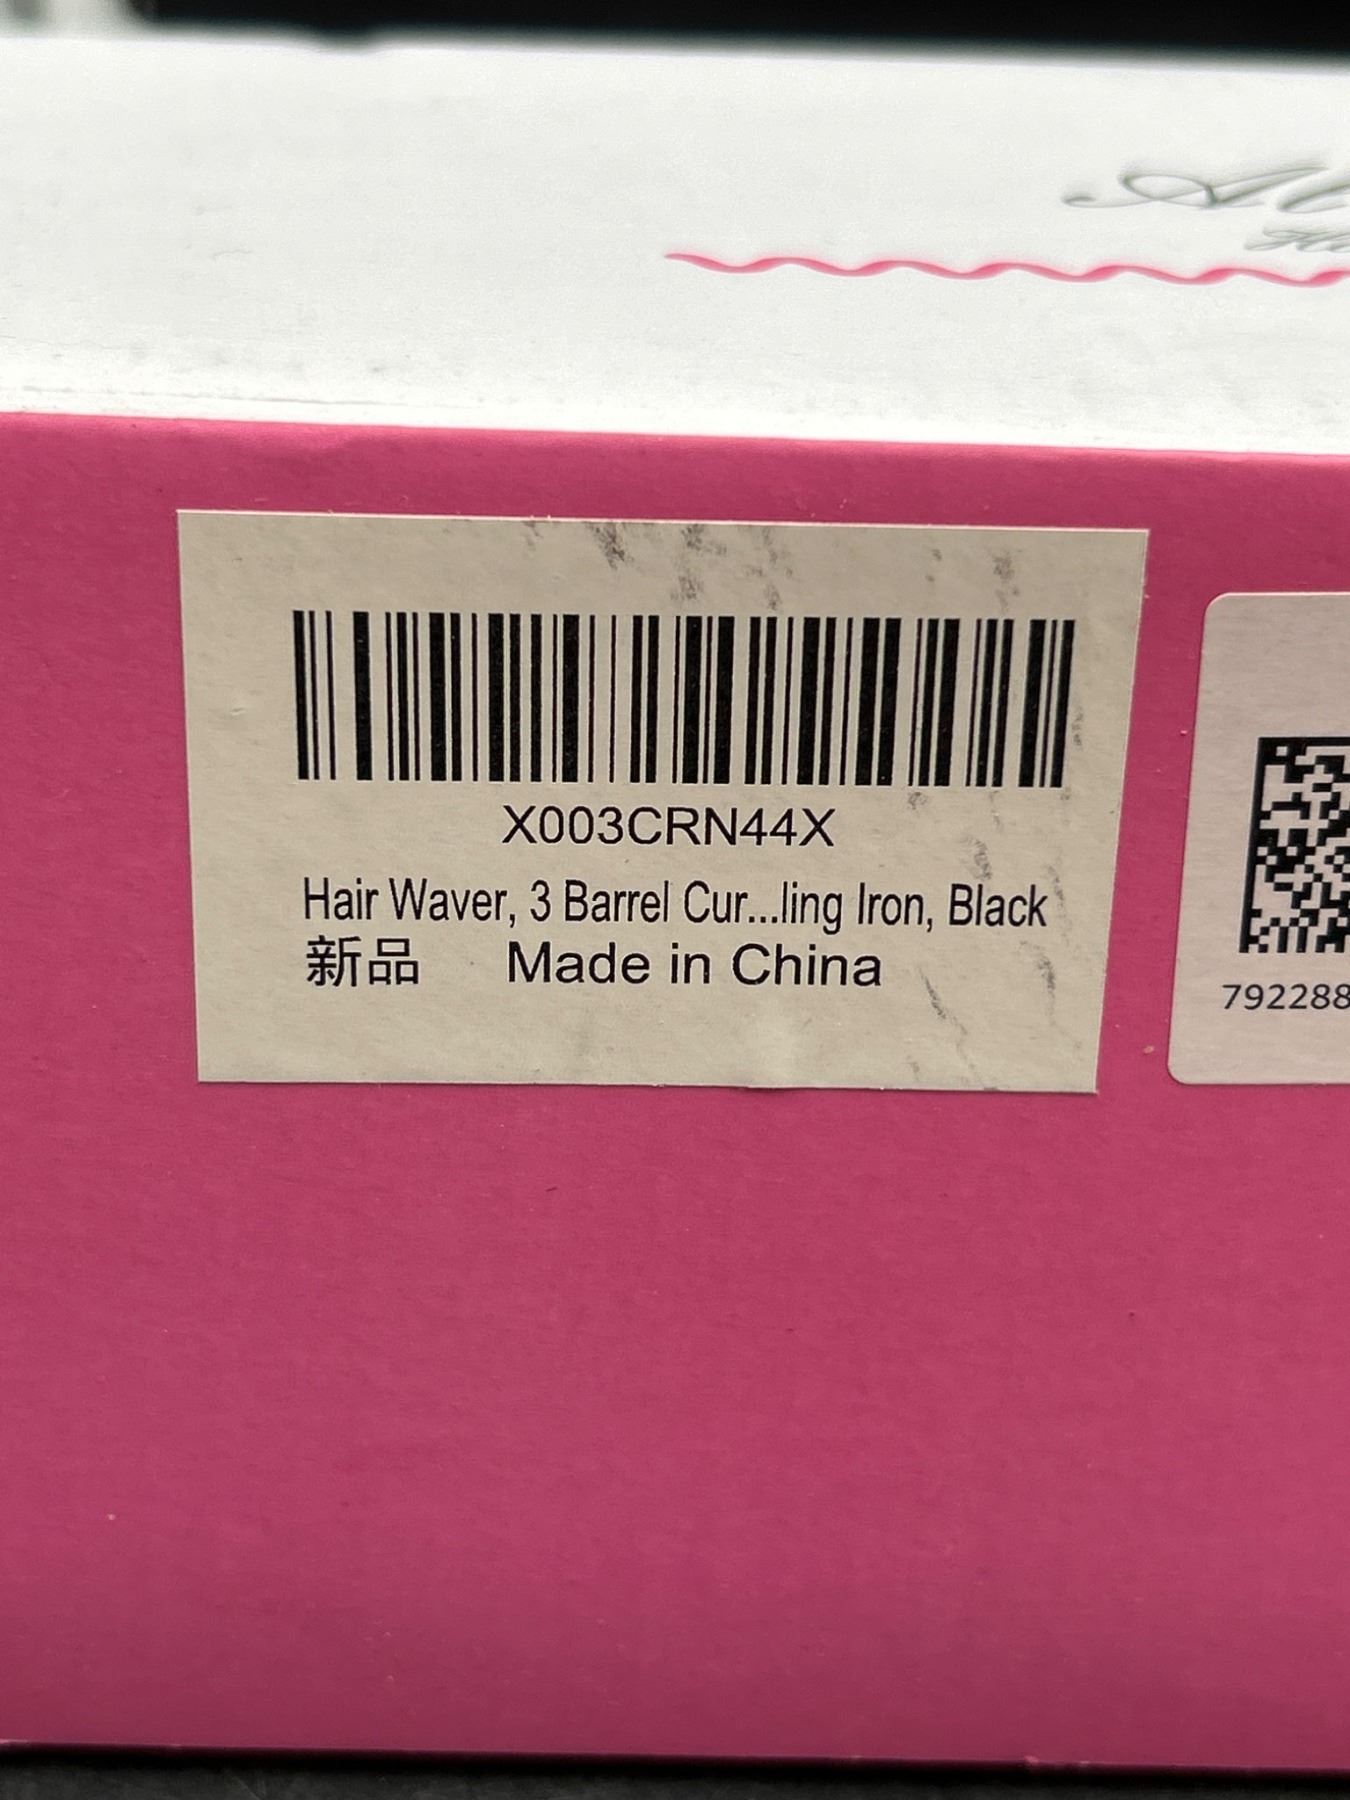 X003CRN44X
Hair Waver, 3 Barrel Cur...ling Iron, Black
新品 Made in China
792288